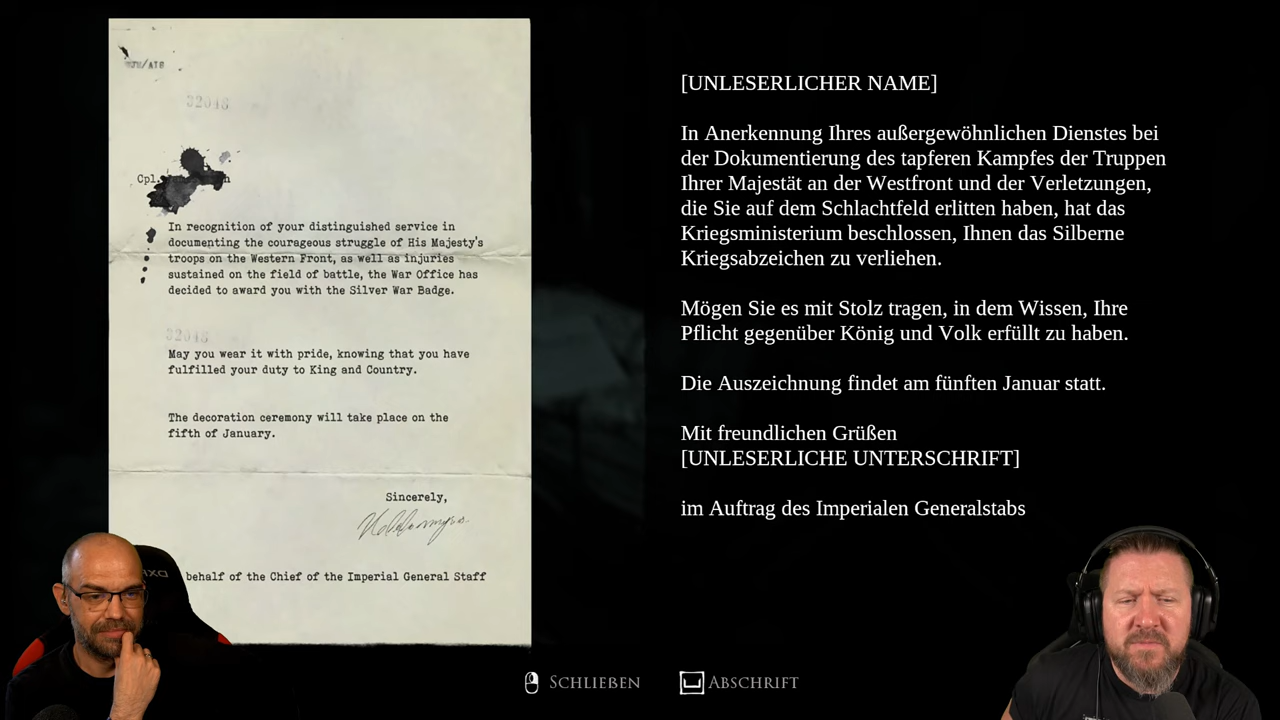 32048
Cpl.
In recognition of your distinguished service in
documenting the courageous struggle of His Majesty's
troops on the Western Front, as well as injuries
sustained on the field of battle, the War Office has
decided to award you with the Silver War Badge.
32048
May you wear it with pride, knowing that you have
fulfilled your duty to King and Country.
The decoration ceremony will take place on the
fifth of January.
Sincerely,
behalf of the Chief of the Imperial General Staff
[UNLESERLICHER NAME]
In Anerkennung Ihres außergewöhnlichen Dienstes bei
der Dokumentierung des tapferen Kampfes der Truppen
Ihrer Majestät an der Westfront und der Verletzungen,
die Sie auf dem Schlachtfeld erlitten haben, hat das
Kriegsministerium beschlossen, Ihnen das Silberne
Kriegsabzeichen zu verleihen.
Mögen Sie es mit Stolz tragen, in dem Wissen, Ihre
Pflicht gegenüber König und Volk erfüllt zu haben.
Die Auszeichnung findet am fünften Januar statt.
Mit freundlichen Grüßen
[UNLESERLICHE UNTERSCHRIFT]
im Auftrag des Imperialen Generalstabs
Schließen
Abschrift